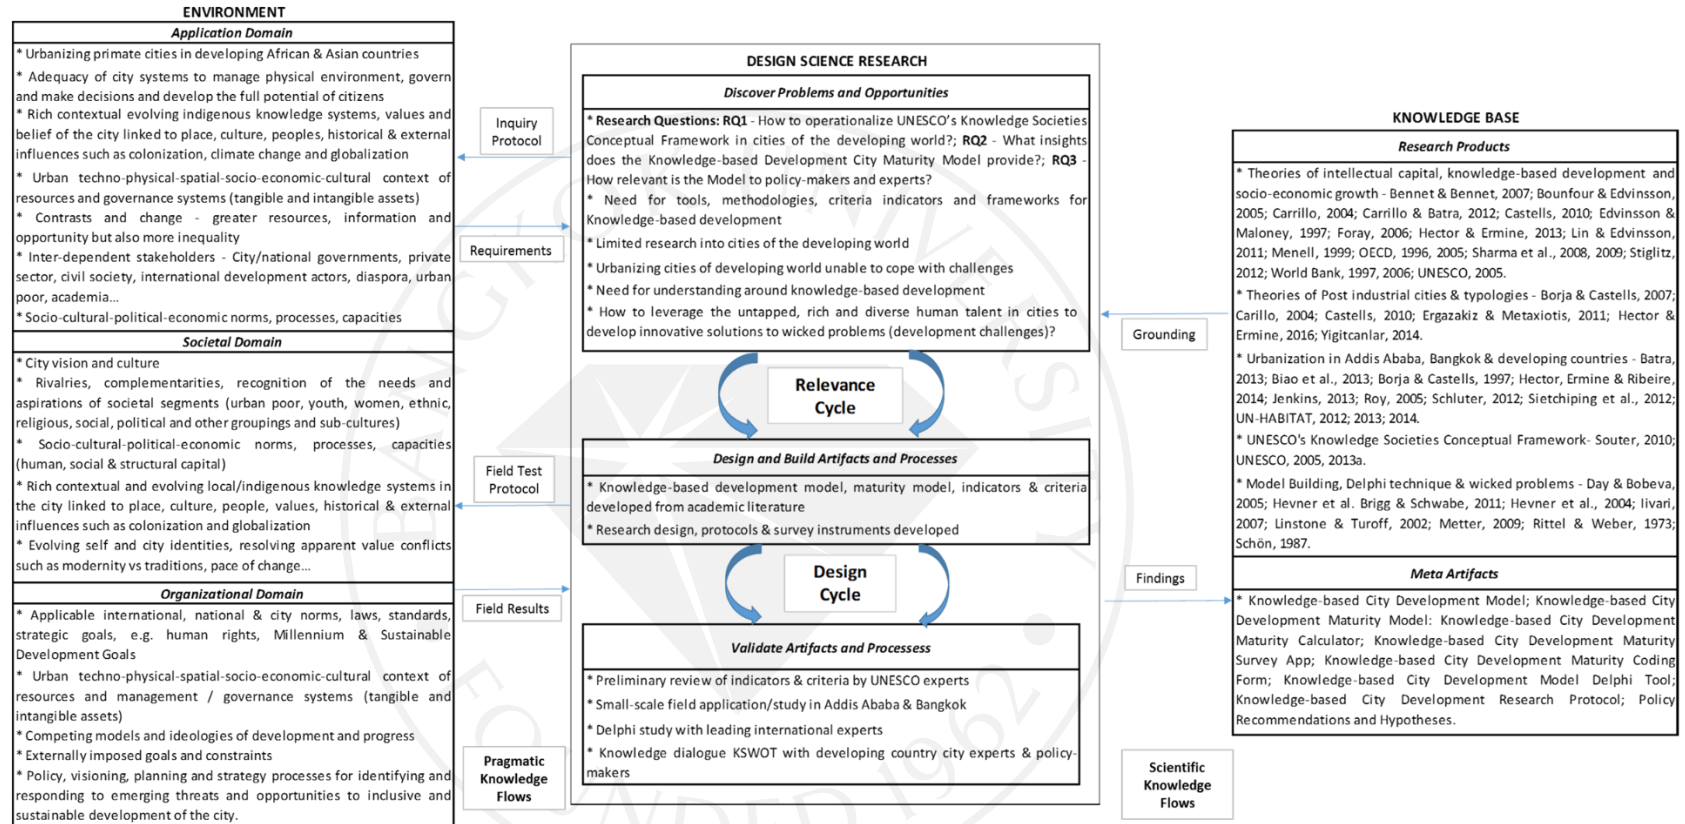 ENVIRONMENT
Application Domain
* Urbanizing primate cities in developing African & Asian countries
* Adequacy of city systems to manage physical environment, govern
and make decisions and develop the full potential of citizens
* Rich contextual evolving indigenous knowledge systems, values and
belief of the city linked to place, culture, peoples, historical & external
influences such as colonization, climate change and globalization
* Urban techno-physical-spatial-socio-economic-cultural context of
resources and governance systems (tangible and intangible assets)
* Contrasts and change - greater resources, information and
opportunity but also more inequality
* Inter-dependent stakeholders - City/national governments, private
sector, civil society, international development actors, diaspora, urban
poor, academia...
* Socio-cultural-political-economic norms, processes, capacities
Societal Domain
* City vision and culture
* Rivalries, complementarities, recognition of the needs and
aspirations of societal segments (urban poor, youth, women, ethnic,
religious, social, political and other groupings and sub-cultures)
* Socio-cultural-political-economic norms, processes, capacities
(human, social & structural capital)
* Rich contextual and evolving local/indigenous knowledge systems in
the city linked to place, culture, people, values, historical & external
influences such as colonization and globalization
* Evolving self and city identities, resolving apparent value conflicts
such as modernity vs traditions, pace of change...
Organizational Domain
* Applicable international, national & city norms, laws, standards,
strategic goals, e.g. human rights, Millennium & Sustainable
Development Goals
* Urban techno-physical-spatial-socio-economic-cultural context of
resources and management / governance systems (tangible and
intangible assets)
* Competing models and ideologies of development and progress
* Externally imposed goals and constraints
* Policy, visioning, planning and strategy processes for identifying and
responding to emerging threats and opportunities to inclusive and
sustainable development of the city.
Inquiry
Protocol
Requirements
Field Test
Protocol
Field Results
Pragmatic
Knowledge
Flows
DESIGN SCIENCE RESEARCH
Discover Problems and Opportunities
* Research Questions: RQ1 - How to operationalize UNESCO's Knowledge Societies
Conceptual Framework in cities of the developing world?; RQ2 - What insights
does the Knowledge-based Development City Maturity Model provide?; RQ3 -
How relevant is the Model to policy-makers and experts?
* Need for tools, methodologies, criteria indicators and frameworks for
Knowledge-based development
* Limited research into cities of the developing world
* Urbanizing cities of developing world unable to cope with challenges
* Need for understanding around knowledge-based development
* How to leverage the untapped, rich and diverse human talent in cities to
develop innovative solutions to wicked problems (development challenges)?
Relevance
Cycle
Design and Build Artifacts and Processes
* Knowledge-based development model, maturity model, indicators & criteria
developed from academic literature
* Research design, protocols & survey instruments developed
Design
Cycle
Validate Artifacts and Processess
* Preliminary review of indicators & criteria by UNESCO experts
* Small-scale field application/study in Addis Ababa & Bangkok
* Delphi study with leading international experts
* Knowledge dialogue KSWOT with developing country city experts & policy-
makers
Grounding
Findings
Scientific
Knowledge
Flows
KNOWLEDGE BASE
Research Products
* Theories of intellectual capital, knowledge-based development and
socio-economic growth - Bennet & Bennet, 2007; Bounfour & Edvinsson,
2005; Carrillo, 2004; Carrillo & Batra, 2012; Castells, 2010; Edvinsson &
Maloney, 1997; Foray, 2006; Hector & Ermine, 2013; Lin & Edvinsson,
2011; Menell, 1999; OECD, 1996, 2005; Sharma et al., 2008, 2009; Stiglitz,
2012; World Bank, 1997, 2006; UNESCO, 2005.
* Theories of Post industrial cities & typologies - Borja & Castells, 2007;
Carillo, 2004; Castells, 2010; Ergazakiz & Metaxiotis, 2011; Hector &
Ermine, 2016; Yigitcanlar, 2014.
* Urbanization in Addis Ababa, Bangkok & developing countries - Batra,
2013; Biao et al., 2013; Borja & Castells, 1997; Hector, Ermine & Ribeire,
2014; Jenkins, 2013; Roy, 2005; Schluter, 2012; Sietchiping et al., 2012;
UN-HABITAT, 2012; 2013; 2014.
* UNESCO's Knowledge Societies Conceptual Framework- Souter, 2010;
UNESCO, 2005, 2013a.
* Model Building, Delphi technique & wicked problems - Day & Bobeva,
2005; Hevner et al. Brigg & Schwabe, 2011; Hevner et al., 2004; Iivari,
2007; Linstone & Turoff, 2002; Metter, 2009; Rittel & Weber, 1973;
Schön, 1987.
Meta Artifacts
* Knowledge-based City Development Model; Knowledge-based City
Development Maturity Model: Knowledge-based City Development
Maturity Calculator; Knowledge-based City Development Maturity
Survey App; Knowledge-based City Development Maturity Coding
Form; Knowledge-based City Development Model Delphi Tool;
Knowledge-based City Development Research Protocol; Policy
Recommendations and Hypotheses.
BANGKOK UNIVERSITY
FOUNDED 1962